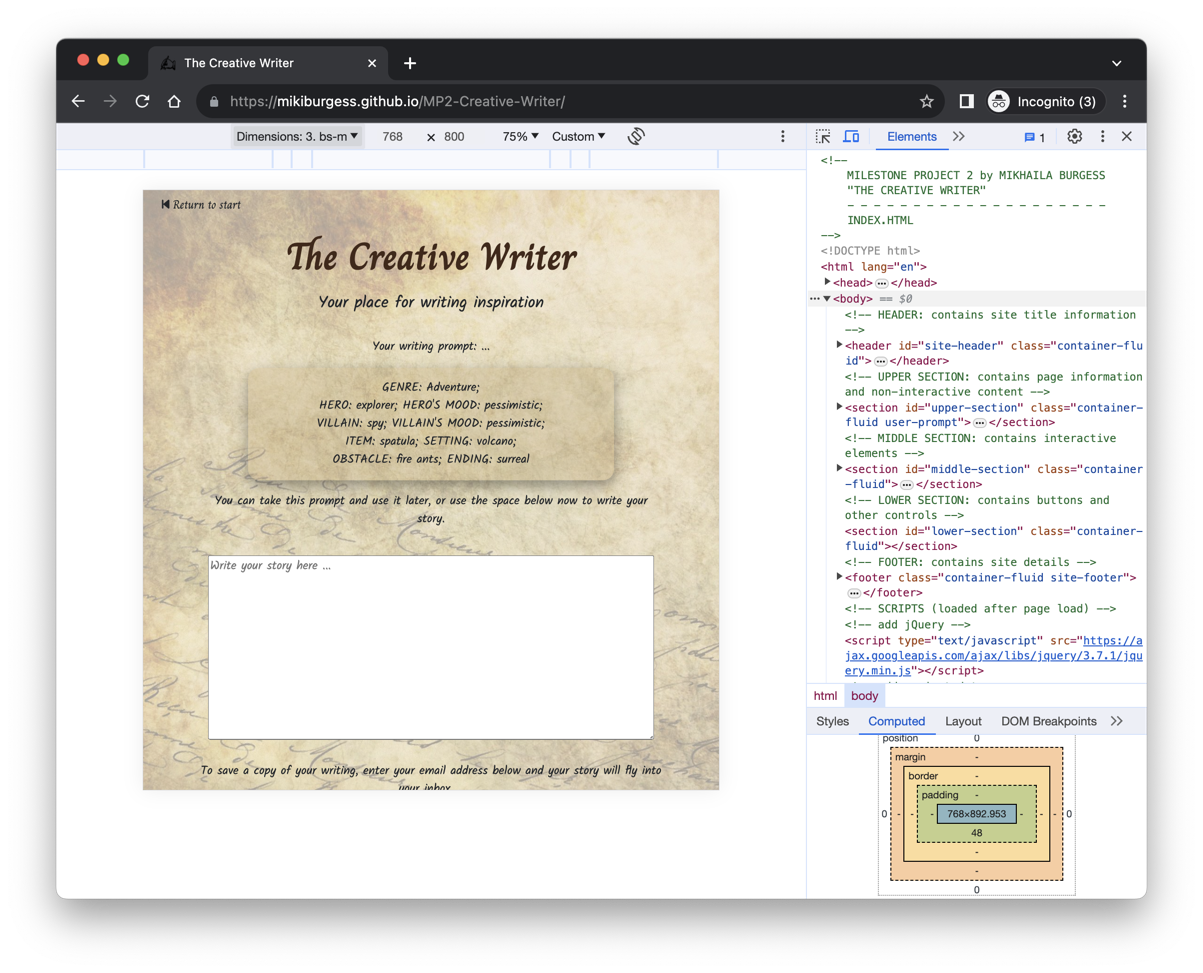 The Creative Writer
https://mikiburgess.github.io/MP2-Creative-Writer/
Incognito (3)
Dimensions: 3. bs-m ▼ 768 × 800 75% ▼ Custom ▼
Elements
1
Return to start
The Creative Writer
Your place for writing inspiration
Your writing prompt: ...
GENRE: Adventure;
HERO: explorer; HERO'S MOOD: pessimistic;
VILLAIN: spy; VILLAIN'S MOOD: pessimistic;
ITEM: spatula; SETTING: volcano;
OBSTACLE: fire ants; ENDING: surreal
You can take this prompt and use it later, or use the space below now to write your
story.
Write your story here ...
To save a copy of your writing, enter your email address below and your story will fly into
your inbox
<!--
MILESTONE PROJECT 2 by MIKHAILA BURGESS
"THE CREATIVE WRITER"
- - - - - - - - - - - - - - - - - - - -
INDEX.HTML
-->
<!DOCTYPE html>
<html lang="en">
<head> ... </head>
... <body> == $0
<!-- HEADER: contains site title information
-->
<header id="site-header" class="container-flu
id"> ... </header>
<!-- UPPER SECTION: contains page information
and non-interactive content -->
<section id="upper-section" class="container-
fluid user-prompt"> ... </section>
<!-- MIDDLE SECTION: contains interactive
elements -->
<section id="middle-section" class="container
-fluid"> ... </section>
<!-- LOWER SECTION: contains buttons and
other controls -->
<section id="lower-section" class="container-
fluid"></section>
<!-- FOOTER: contains site details -->
<footer class="container-fluid site-footer">
... </footer>
<!-- SCRIPTS (loaded after page load) -->
<!-- add jQuery -->
<script type="text/javascript" src="https://a
jax.googleapis.com/ajax/libs/jquery/3.7.1/jqu
ery.min.js"></script>
html body
Styles Computed Layout DOM Breakpoints
position 0
margin -
border -
padding -
0 - - - 768×892.953 - - - 0
48
-
-
0